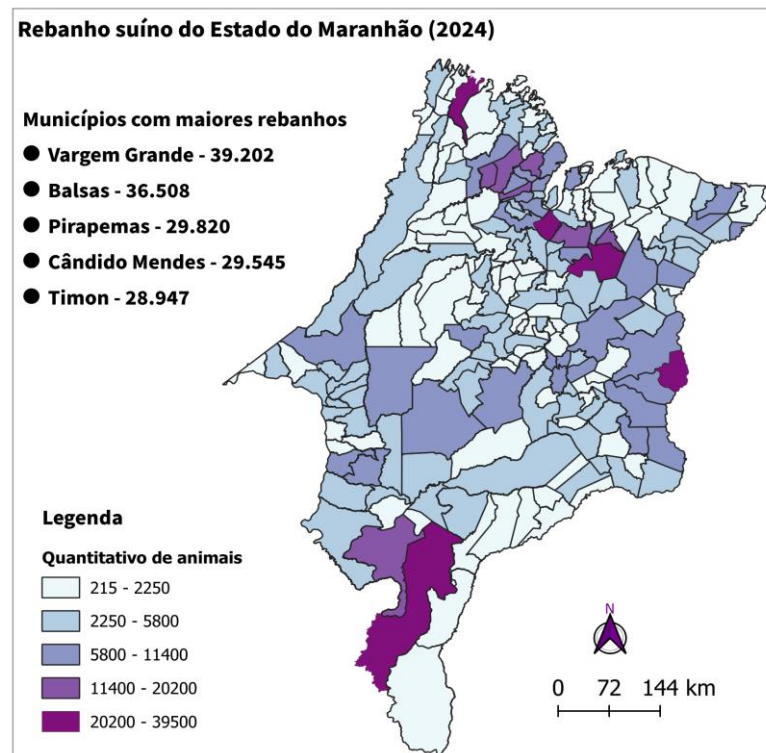 Rebanho suíno do Estado do Maranhão (2024)
Municípios com maiores rebanhos
● Vargem Grande - 39.202
● Balsas - 36.508
● Pirapemas - 29.820
● Cândido Mendes - 29.545
● Timon - 28.947
Legenda
Quantitativo de animais
215 - 2250
2250 - 5800
5800 - 11400
11400 - 20200
20200 - 39500
N
0 72 144 km